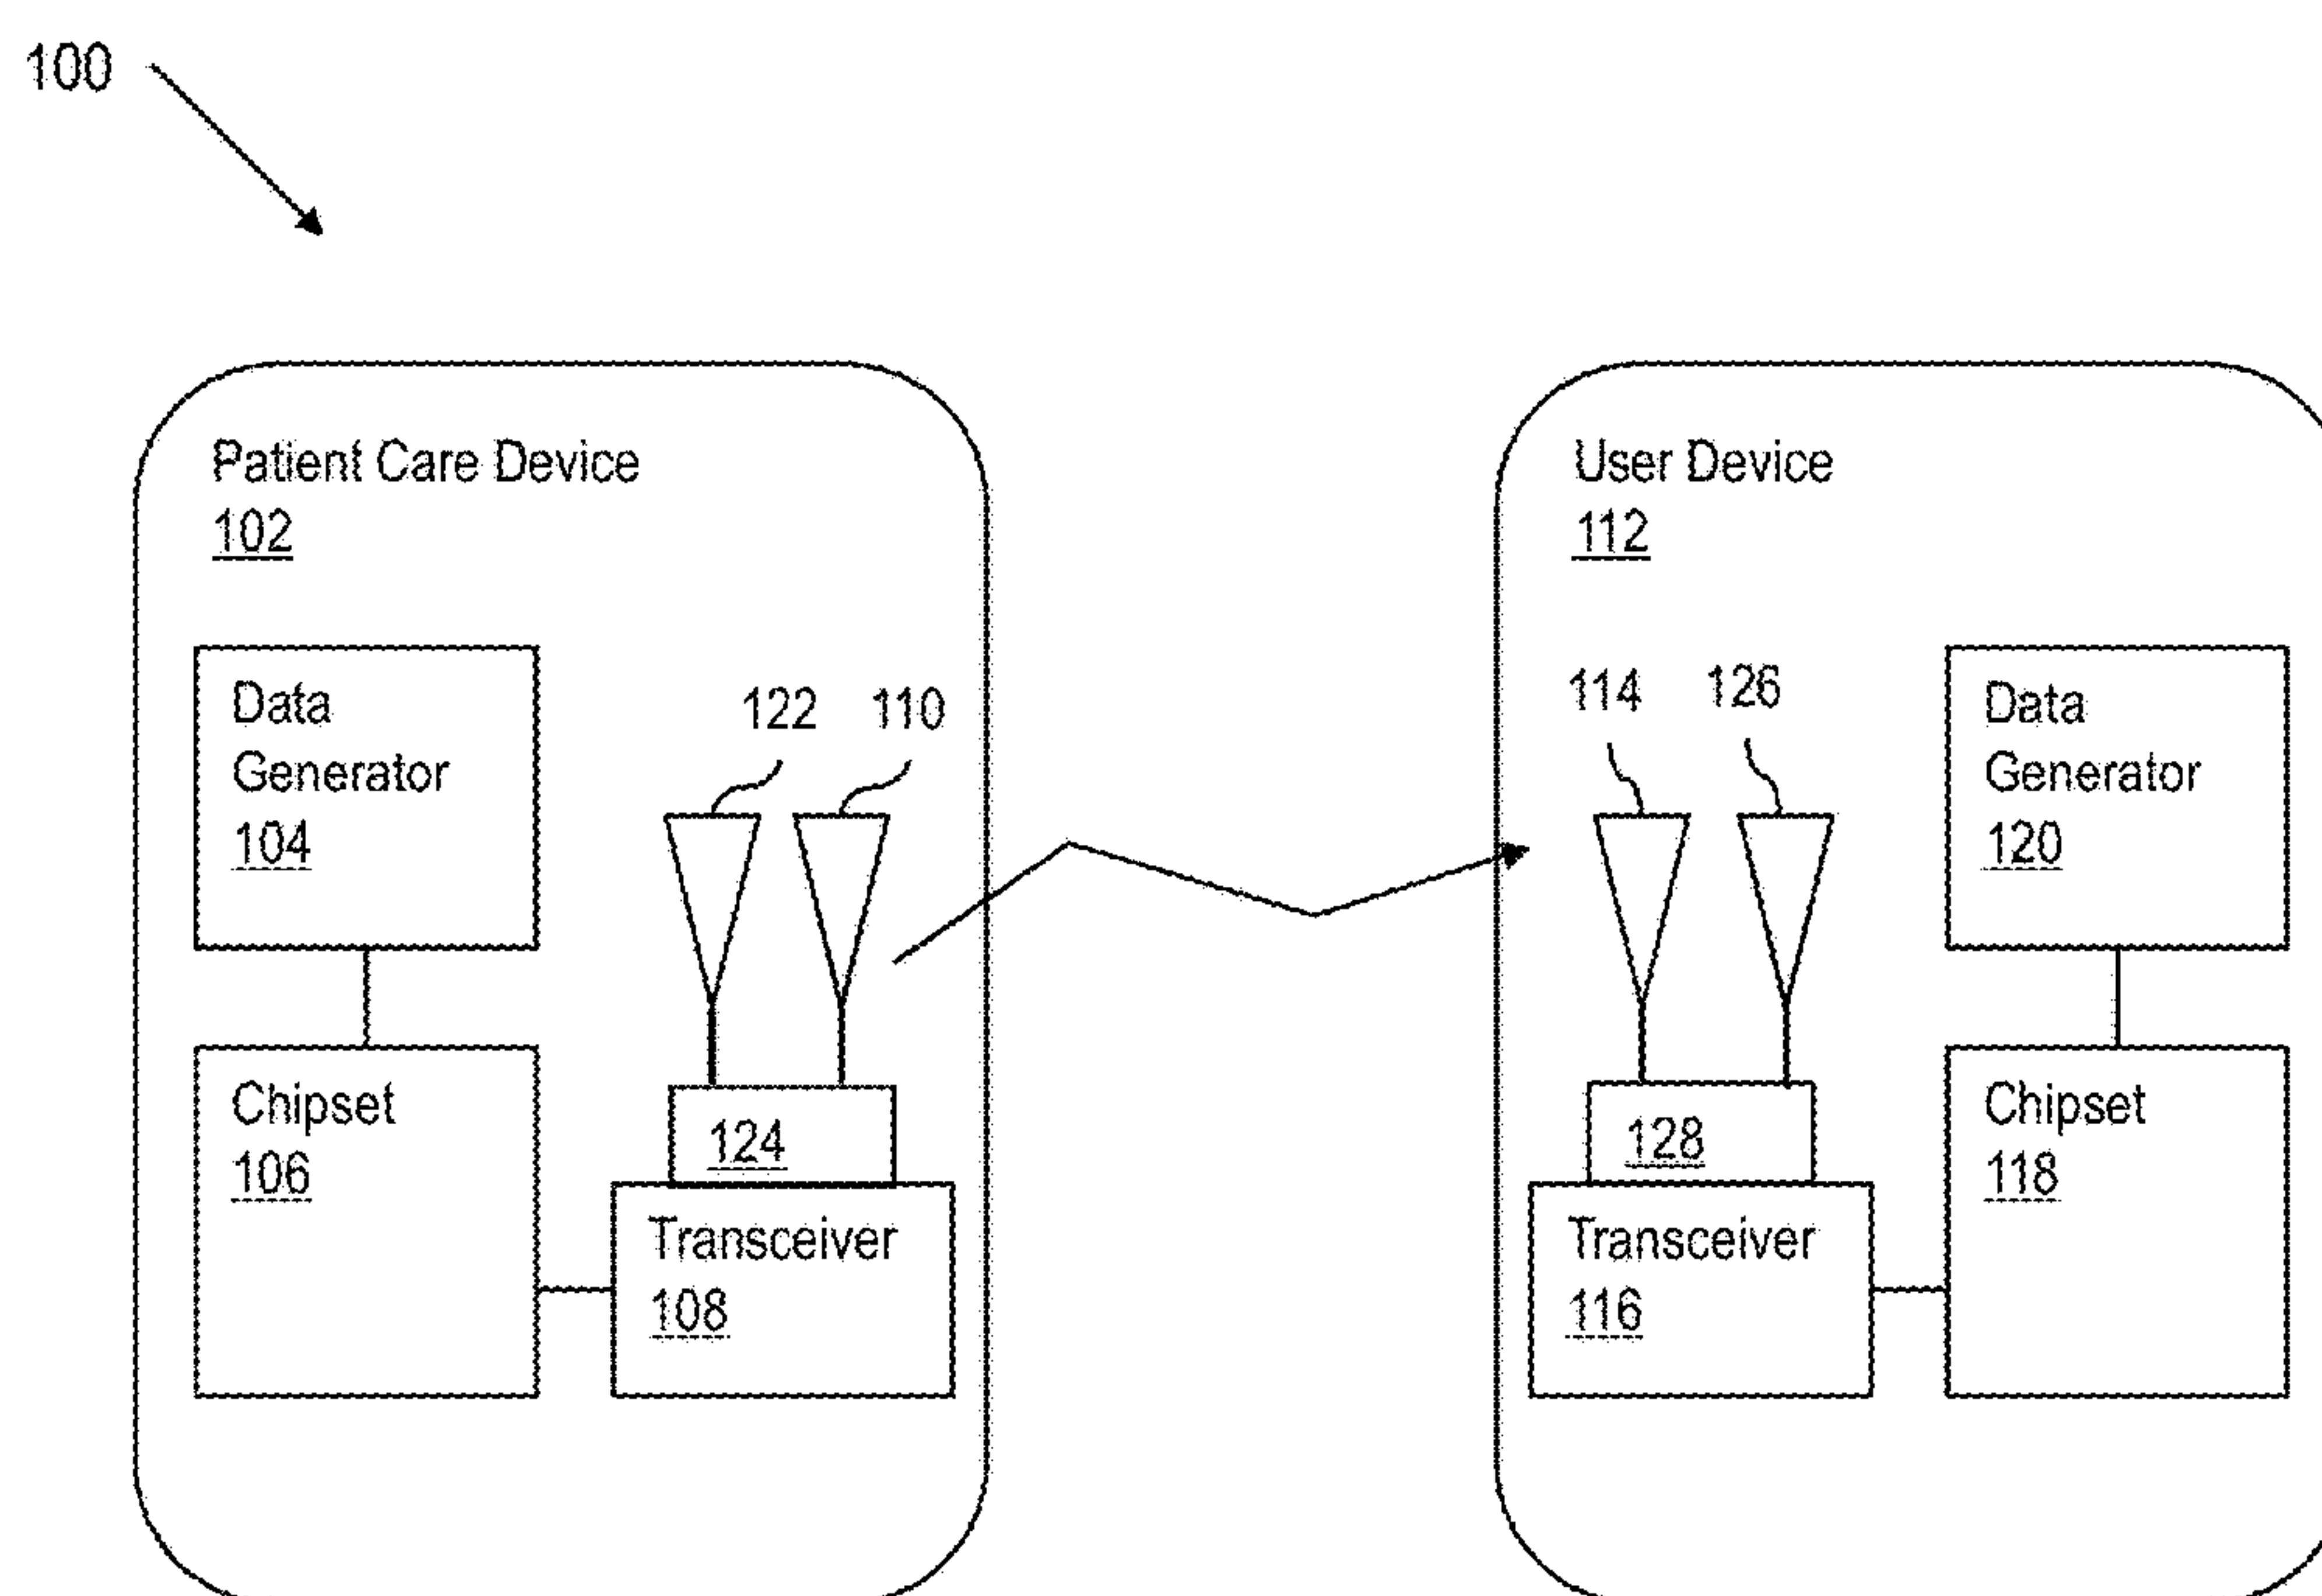 100
Patient Care Device
102
User Device
112
Data
Generator
104
122
110
114
126
Data
Generator
120
Chipset
106
124
Transceiver
108
128
Transceiver
116
Chipset
118